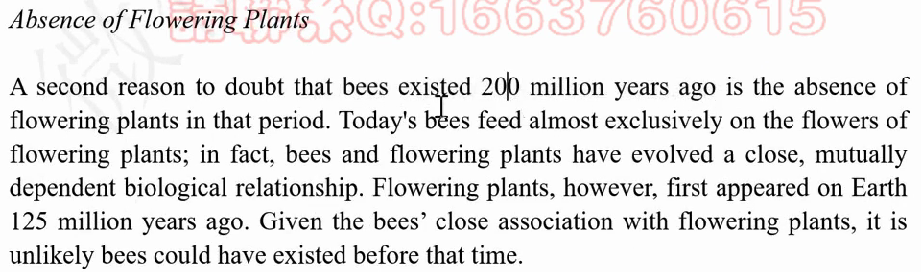 Absence of Flowering Plants
Q:1663760615
A second reason to doubt that bees existed 200 million years ago is the absence of
flowering plants in that period. Today's bees feed almost exclusively on the flowers of
flowering plants; in fact, bees and flowering plants have evolved a close, mutually
dependent biological relationship. Flowering plants, however, first appeared on Earth
125 million years ago. Given the bees’ close association with flowering plants, it is
unlikely bees could have existed before that time.